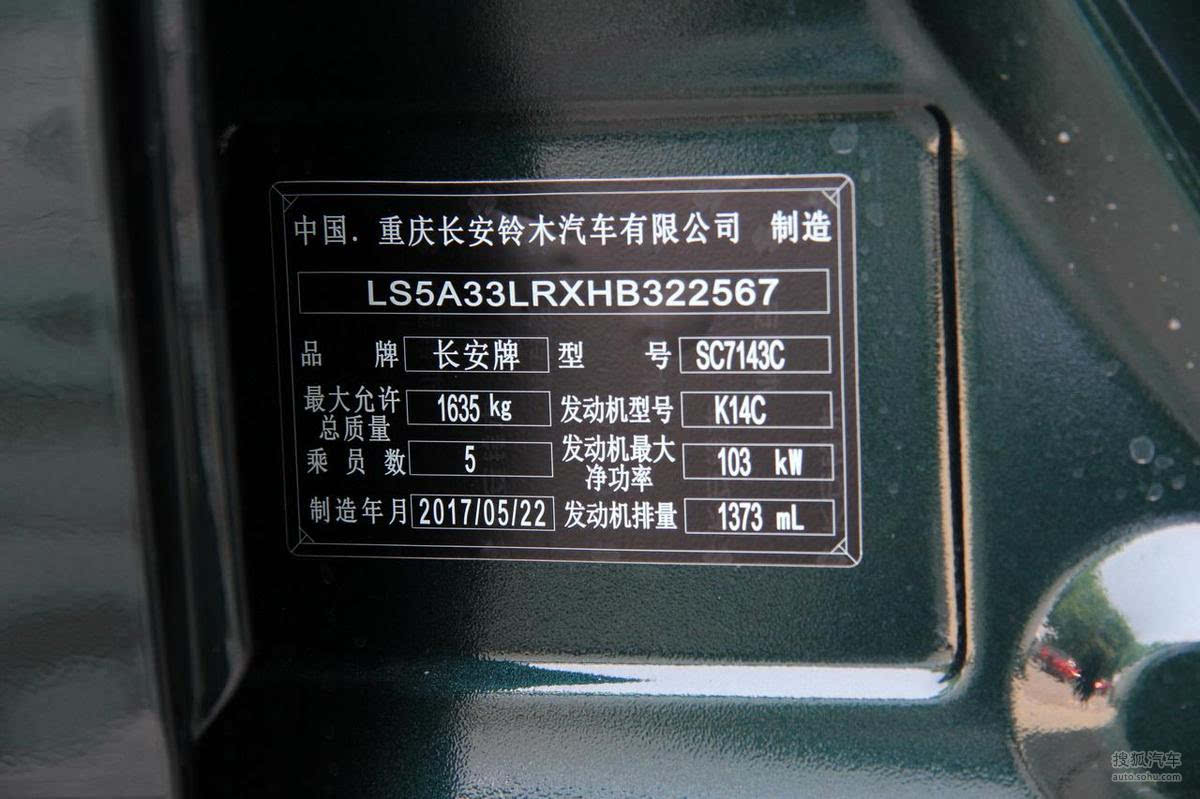 中国. 重庆长安铃木汽车有限公司 制造
LS5A33LRXHB322567
品 牌 长安牌 型 号 SC7143C
最大允许总质量 1635 kg 发动机型号 K14C
乘员数 5 发动机最大净功率 103 kW
制造年月 2017/05/22 发动机排量 1373 mL
搜狐汽车
auto.sohu.com